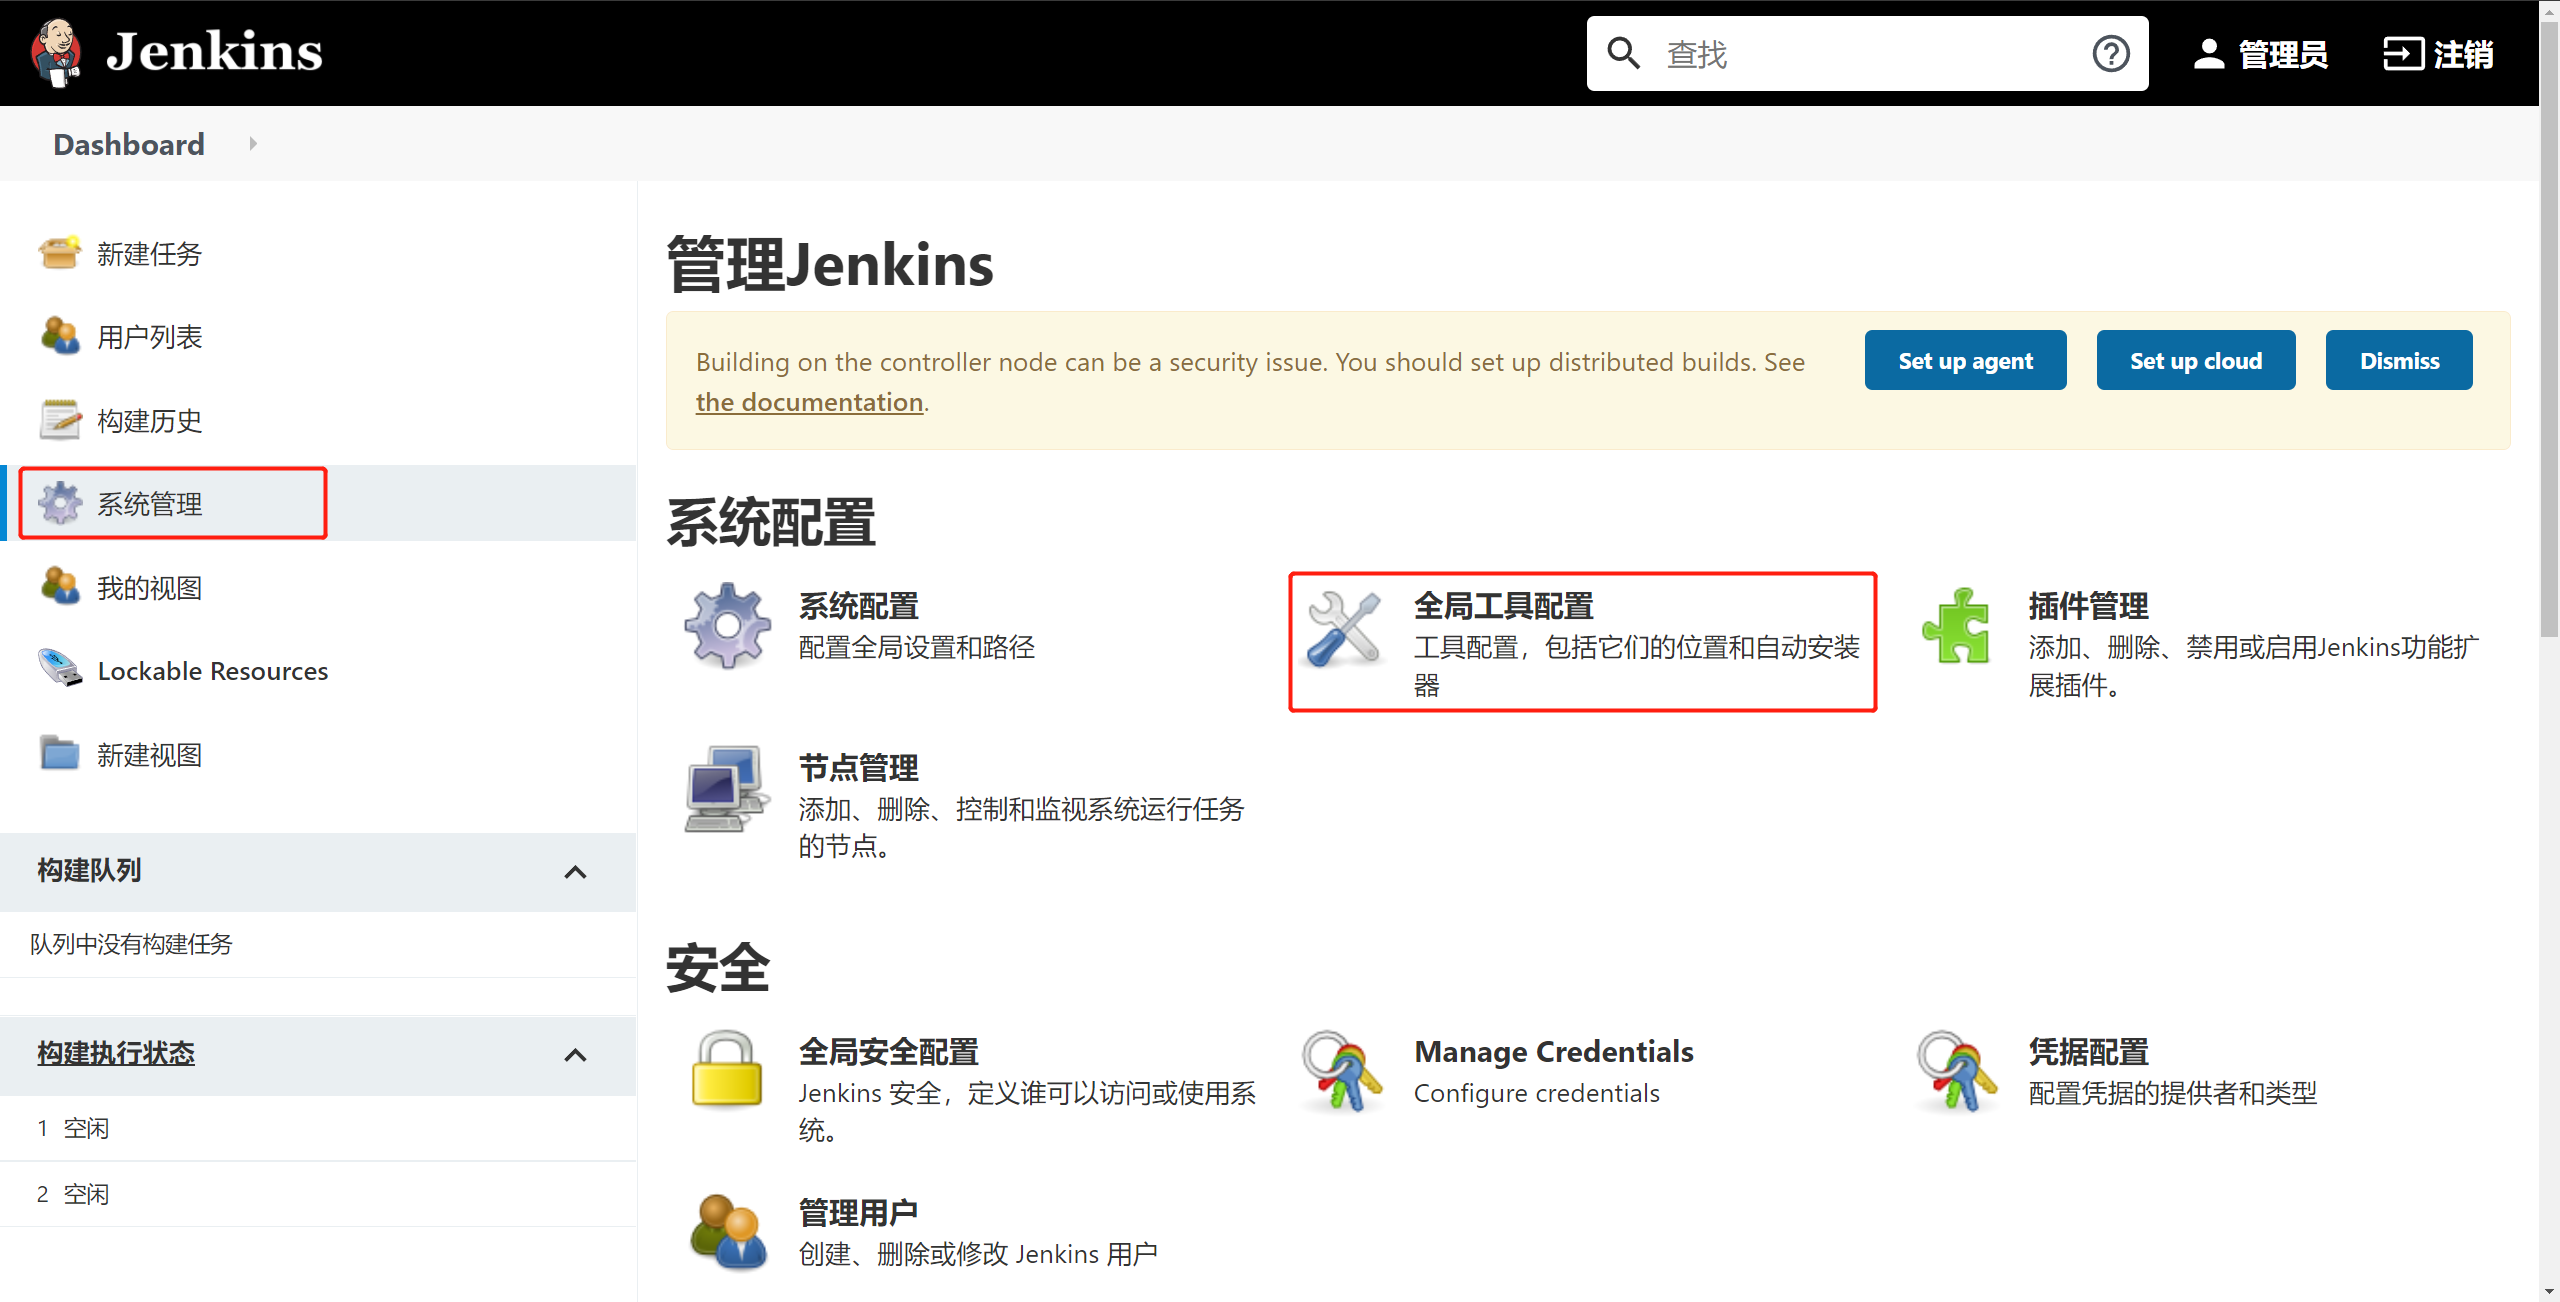 Jenkins
查找
管理员
注销
Dashboard
新建任务
用户列表
构建历史
系统管理
我的视图
Lockable Resources
新建视图
构建队列
队列中没有构建任务
构建执行状态
1 空闲
2 空闲
管理Jenkins
Building on the controller node can be a security issue. You should set up distributed builds. See
the documentation.
Set up agent
Set up cloud
Dismiss
系统配置
系统配置
配置全局设置和路径
全局工具配置
工具配置，包括它们的位置和自动安装
器
插件管理
添加、删除、禁用或启用Jenkins功能扩
展插件。
节点管理
添加、删除、控制和监视系统运行任务
的节点。
安全
全局安全配置
Jenkins 安全，定义谁可以访问或使用系
统。
Manage Credentials
Configure credentials
凭据配置
配置凭据的提供者和类型
管理用户
创建、删除或修改 Jenkins 用户